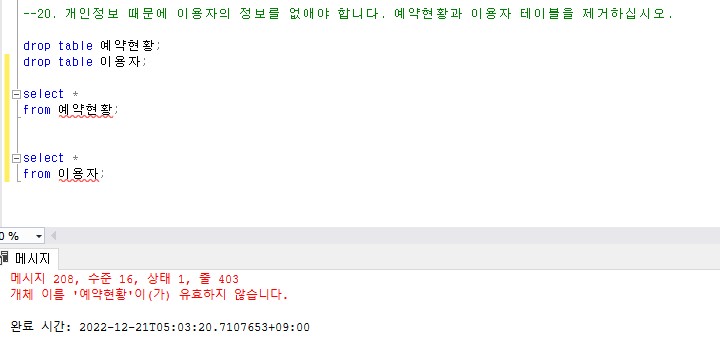 --20. 개인정보 때문에 이용자의 정보를 없애야 합니다. 예약현황과 이용자 테이블을 제거하십시오.
drop table 예약현황;
drop table 이용자;
select *
from 예약현황;
select *
from 이용자;
0 %
메시지
메시지 208, 수준 16, 상태 1, 줄 403
개체 이름 '예약현황'이(가) 유효하지 않습니다.
완료 시간: 2022-12-21T05:03:20.7107653+09:00